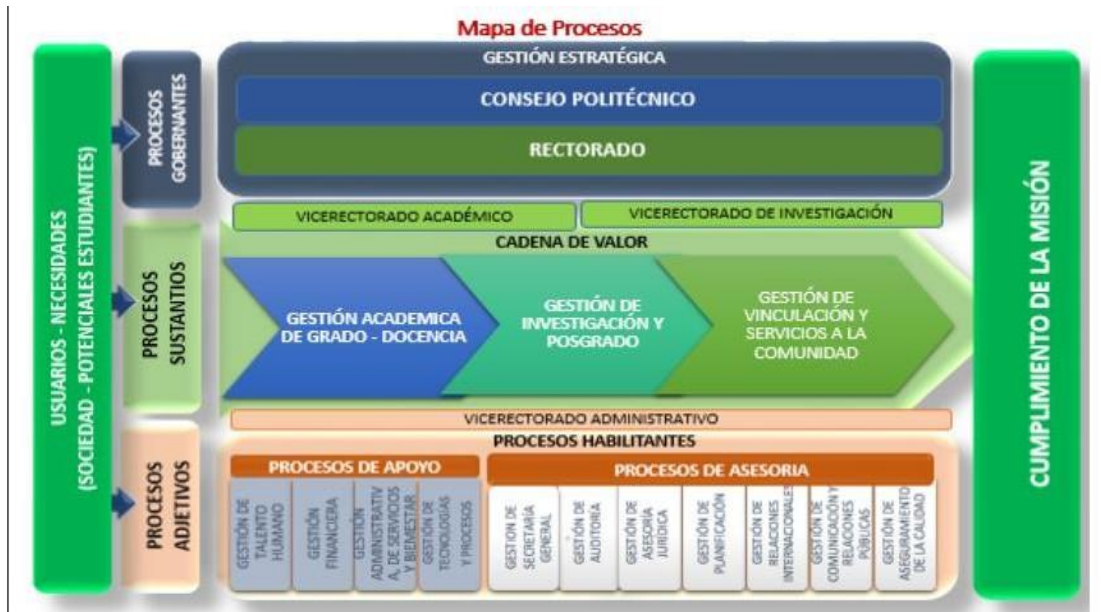 Mapa de Procesos
USUARIOS - NECESIDADES
(SOCIEDAD - POTENCIALES ESTUDIANTES)
PROCESOS
GOBERNANTES
GESTIÓN ESTRATÉGICA
CONSEJO POLITÉCNICO
RECTORADO
PROCESOS
SUSTANTIOS
VICERECTORADO ACADÉMICO
VICERECTORADO DE INVESTIGACIÓN
CADENA DE VALOR
GESTIÓN ACADEMICA
DE GRADO - DOCENCIA
GESTIÓN DE
INVESTIGACIÓN Y
POSGRADO
GESTIÓN DE
VINCULACIÓN Y
SERVICIOS A LA
COMUNIDAD
PROCESOS
ADJETIVOS
VICERECTORADO ADMINISTRATIVO
PROCESOS HABILITANTES
PROCESOS DE APOYO
GESTIÓN DE
TALENTO
HUMANO
GESTIÓN
FINANCIERA
GESTIÓN
ADMINISTRATIV
A, DE SERVICIOS
Y BIENESTAR
GESTIÓN DE
TECNOLOGÍAS
Y PROCESOS
PROCESOS DE ASESORIA
GESTION DE
SECRETARÍA
GENERAL
GESTIÓN DE
AUDITORÍA
GESTIÓN DE
ASESORÍA
JURÍDICA
GESTIÓN DE
PLANIFICACIÓN
GESTIÓN DE
RELACIONES
INTERNACIONALES
GESTIÓN DE
COMUNICACIÓN Y
RELACIONES
PÚBLICAS
GESTIÓN DE
ASEGURAMIENTO
DE LA CALIDAD
CUMPLIMIENTO DE LA MISIÓN